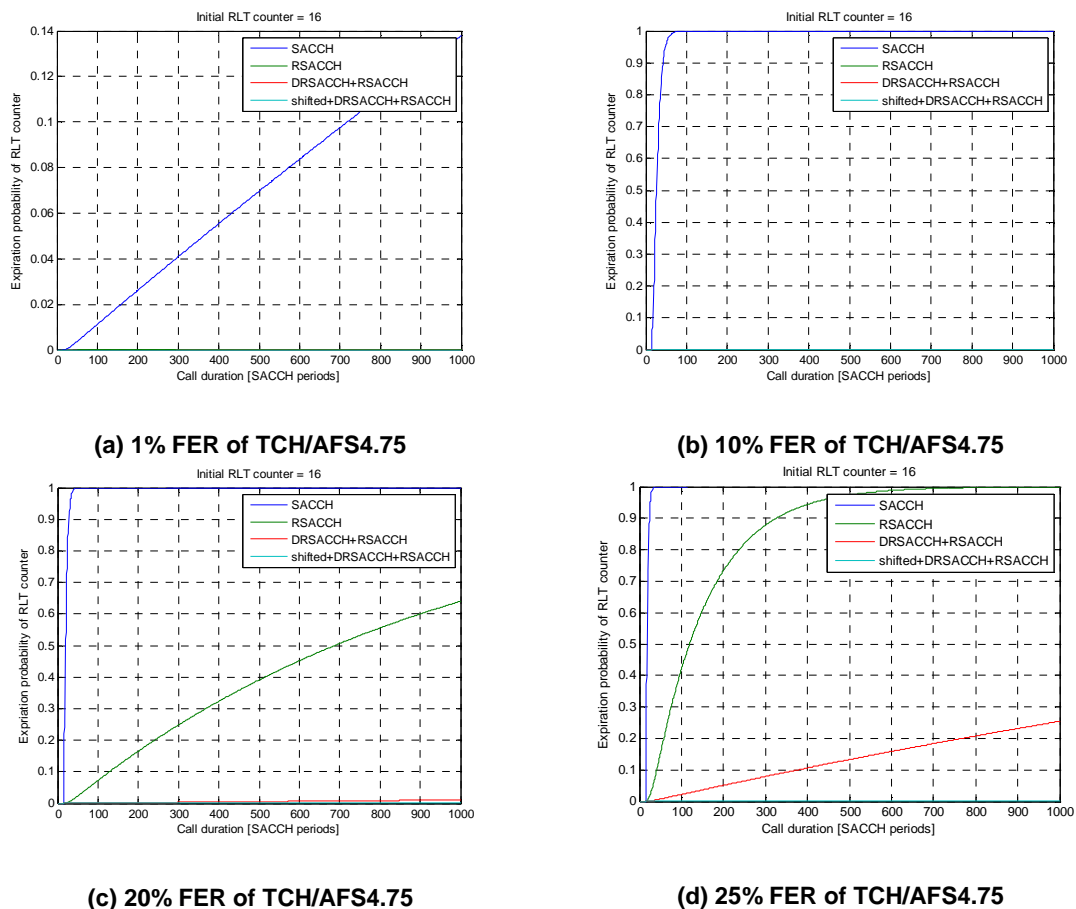 Initial RLT counter = 16
0.14
0.12
0.1
0.08
0.06
0.04
0.02
0
Expiration probability of RLT counter
SACCH
RSACCH
DRSACCH+RSACCH
shifted+DRSACCH+RSACCH
0 100 200 300 400 500 600 700 800 900 1000
Call duration [SACCH periods]
(a) 1% FER of TCH/AFS4.75
Initial RLT counter = 16
1
0.9
0.8
0.7
0.6
0.5
0.4
0.3
0.2
0.1
0
Expiration probability of RLT counter
SACCH
RSACCH
DRSACCH+RSACCH
shifted+DRSACCH+RSACCH
0 100 200 300 400 500 600 700 800 900 1000
Call duration [SACCH periods]
(b) 10% FER of TCH/AFS4.75
Initial RLT counter = 16
1
0.9
0.8
0.7
0.6
0.5
0.4
0.3
0.2
0.1
0
Expriation probability of RLT counter
SACCH
RSACCH
DRSACCH+RSACCH
shifted+DRSACCH+RSACCH
0 100 200 300 400 500 600 700 800 900 1000
Call duration [SACCH periods]
(c) 20% FER of TCH/AFS4.75
Initial RLT counter = 16
1
0.9
0.8
0.7
0.6
0.5
0.4
0.3
0.2
0.1
0
Expiration probability of RLT counter
SACCH
RSACCH
DRSACCH+RSACCH
shifted+DRSACCH+RSACCH
0 100 200 300 400 500 600 700 800 900 1000
Call duration [SACCH periods]
(d) 25% FER of TCH/AFS4.75